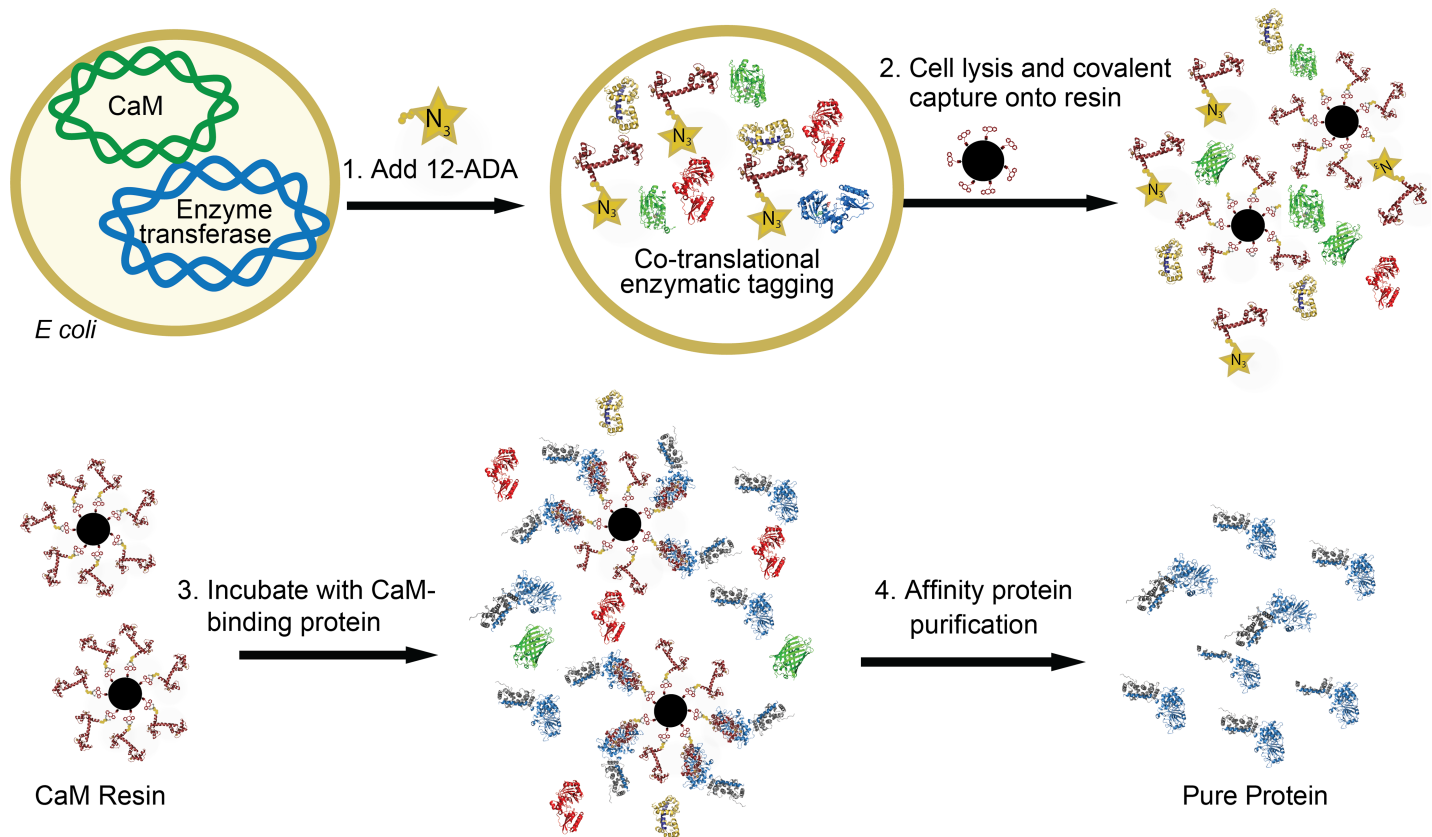 CaM
Enzyme
transferase
E coli
N3
1. Add 12-ADA
N3
N3
N3
N3
Co-translational
enzymatic tagging
2. Cell lysis and covalent
capture onto resin
N3
N3
N3
N3
CaM Resin
3. Incubate with CaM-
binding protein
4. Affinity protein
purification
Pure Protein